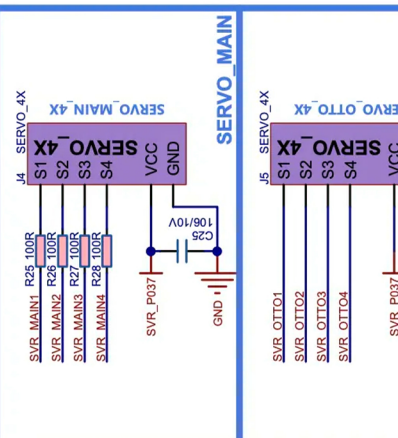 SERVO_MAIN
SERVO_4X
SERVO_MAIN_4X
J4
SERVO_4X
S1
S2
S3
S4
VCC
GND
R25 100R
R26 100R
R27 100R
R28 100R
C25
106/10V
SVR_MAIN1
SVR_MAIN2
SVR_MAIN3
SVR_MAIN4
SVR_P037
GND
SERVO_4X
SERVO_OTTO_4X
J5
SERVO_4X
S1
S2
S3
S4
VCC
SVR_OTTO1
SVR_OTTO2
SVR_OTTO3
SVR_OTTO4
SVR_P037